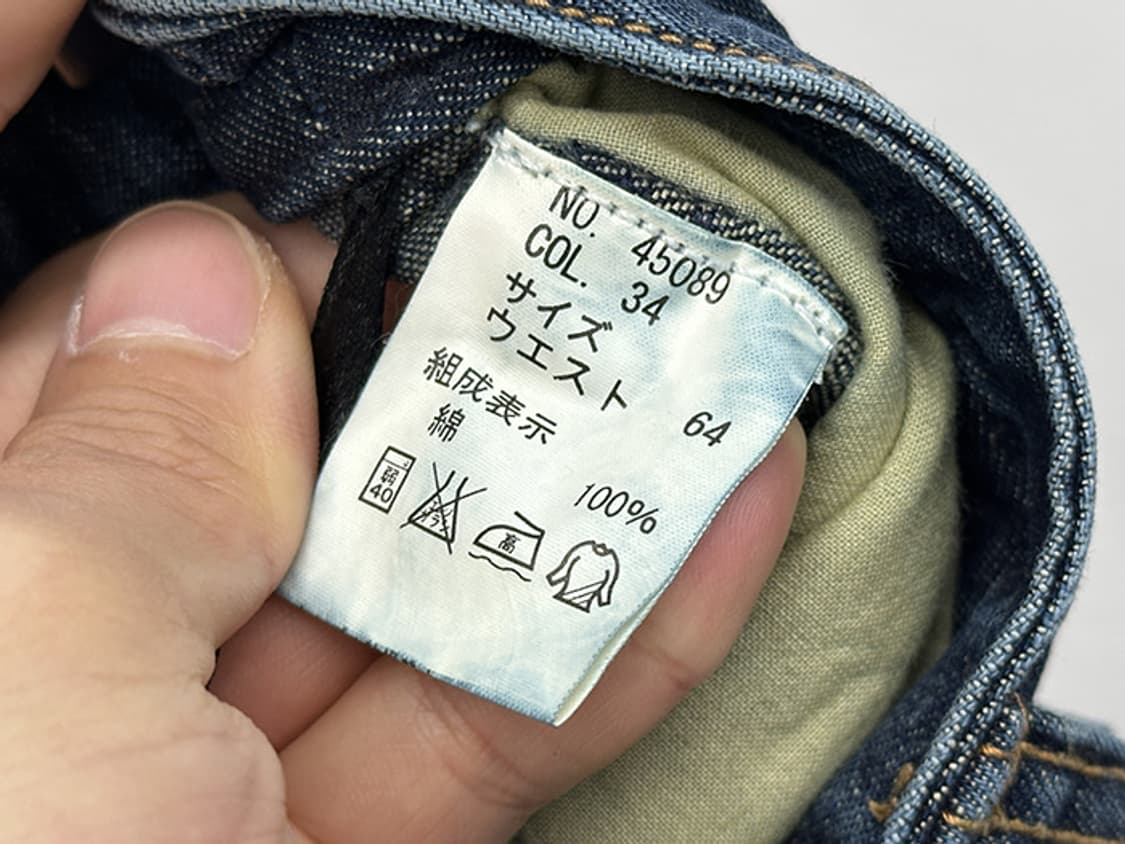 NO. 45089
COL. 34
サイズ
ウエスト 64
組成表示
綿 100%
弱 40
高